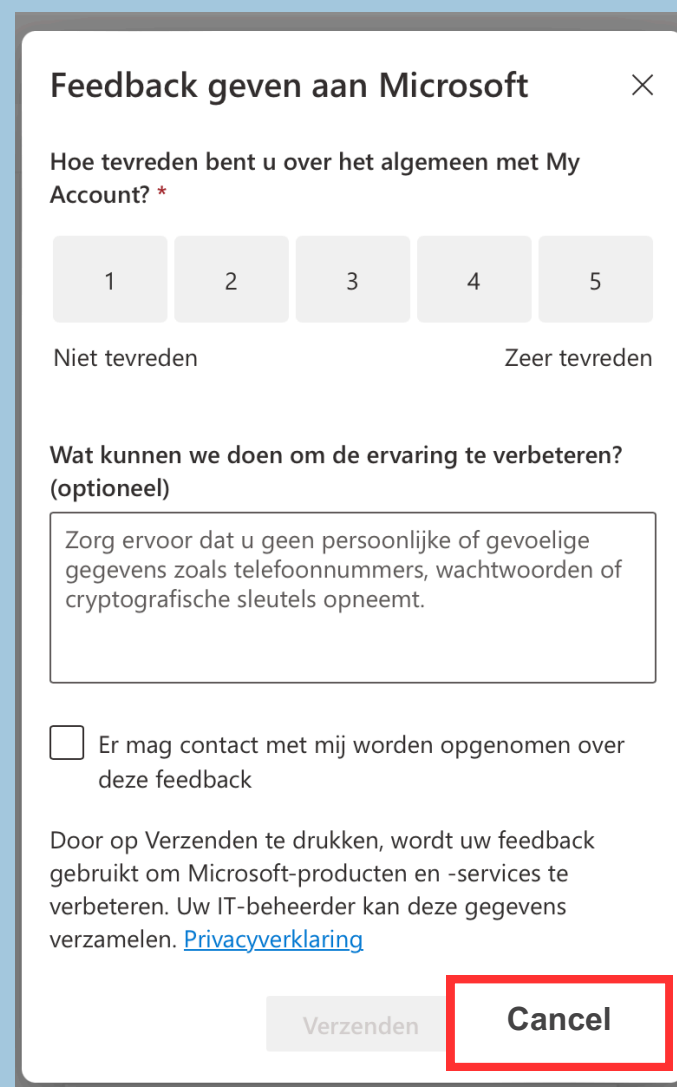 Feedback geven aan Microsoft
Hoe tevreden bent u over het algemeen met My
Account? *
1 2 3 4 5
Niet tevreden Zeer tevreden
Wat kunnen we doen om de ervaring te verbeteren?
(optioneel)
Zorg ervoor dat u geen persoonlijke of gevoelige
gegevens zoals telefoonnummers, wachtwoorden of
cryptografische sleutels opneemt.
Er mag contact met mij worden opgenomen over
deze feedback
Door op Verzenden te drukken, wordt uw feedback
gebruikt om Microsoft-producten en -services te
verbeteren. Uw IT-beheerder kan deze gegevens
verzamelen. Privacyverklaring
Verzenden Cancel